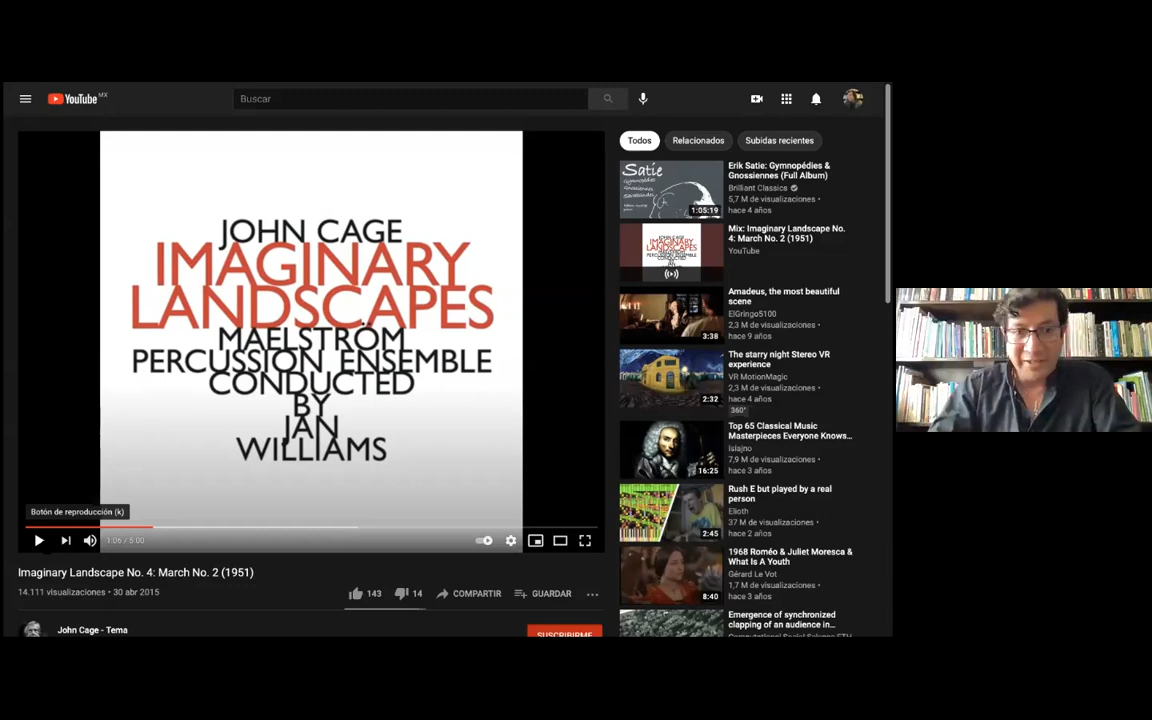 YouTube MX
Buscar
JOHN CAGE
IMAGINARY
LANDSCAPES
MAELSTRÖM
PERCUSSION ENSEMBLE
CONDUCTED
BY
JAN
WILLIAMS
Botón de reproducción (k)
1:06 / 5:00
Imaginary Landscape No. 4: March No. 2 (1951)
14.111 visualizaciones • 30 abr 2015
143
14
COMPARTIR
GUARDAR
John Cage - Tema
SUSCRIBIRME
Todos
Relacionados
Subidas recientes
Satie
1:05:19
Erik Satie: Gymnopédies &
Gnossiennes (Full Album)
Brilliant Classics
5,7 M de visualizaciones •
hace 4 años
JOHN CAGE
IMAGINARY
LANDSCAPES
Mix: Imaginary Landscape No.
4: March No. 2 (1951)
YouTube
3:38
Amadeus, the most beautiful
scene
ElGringo5100
2,3 M de visualizaciones •
hace 9 años
2:32
The starry night Stereo VR
experience
VR MotionMagic
2,3 M de visualizaciones •
hace 4 años
360°
16:25
Top 65 Classical Music
Masterpieces Everyone Knows...
Islajno
7,9 M de visualizaciones •
hace 3 años
2:45
Rush E but played by a real
person
Elioth
37 M de visualizaciones •
hace 2 años
8:40
1968 Roméo & Juliet Moresca &
What Is A Youth
Gérard Le Vot
1,7 M de visualizaciones •
hace 3 años
Emergence of synchronized
clapping of an audience in...